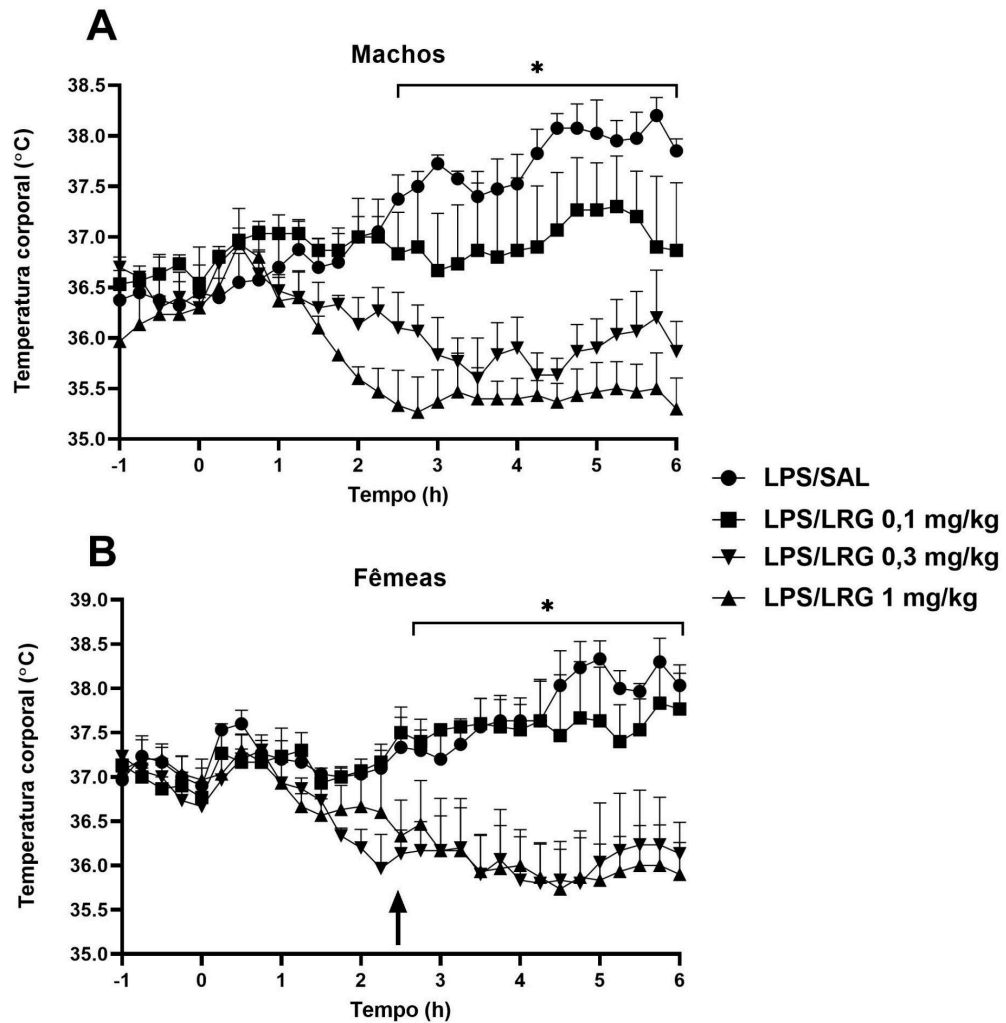 A
Machos
*
38.5
38.0
37.5
37.0
36.5
36.0
35.5
35.0
Temperatura corporal (°C)
-1 0 1 2 3 4 5 6
Tempo (h)
LPS/SAL
LPS/LRG 0,1 mg/kg
LPS/LRG 0,3 mg/kg
LPS/LRG 1 mg/kg
B
Fêmeas
*
39.0
38.5
38.0
37.5
37.0
36.5
36.0
35.5
35.0
Temperatura corporal (°C)
-1 0 1 2 3 4 5 6
Tempo (h)